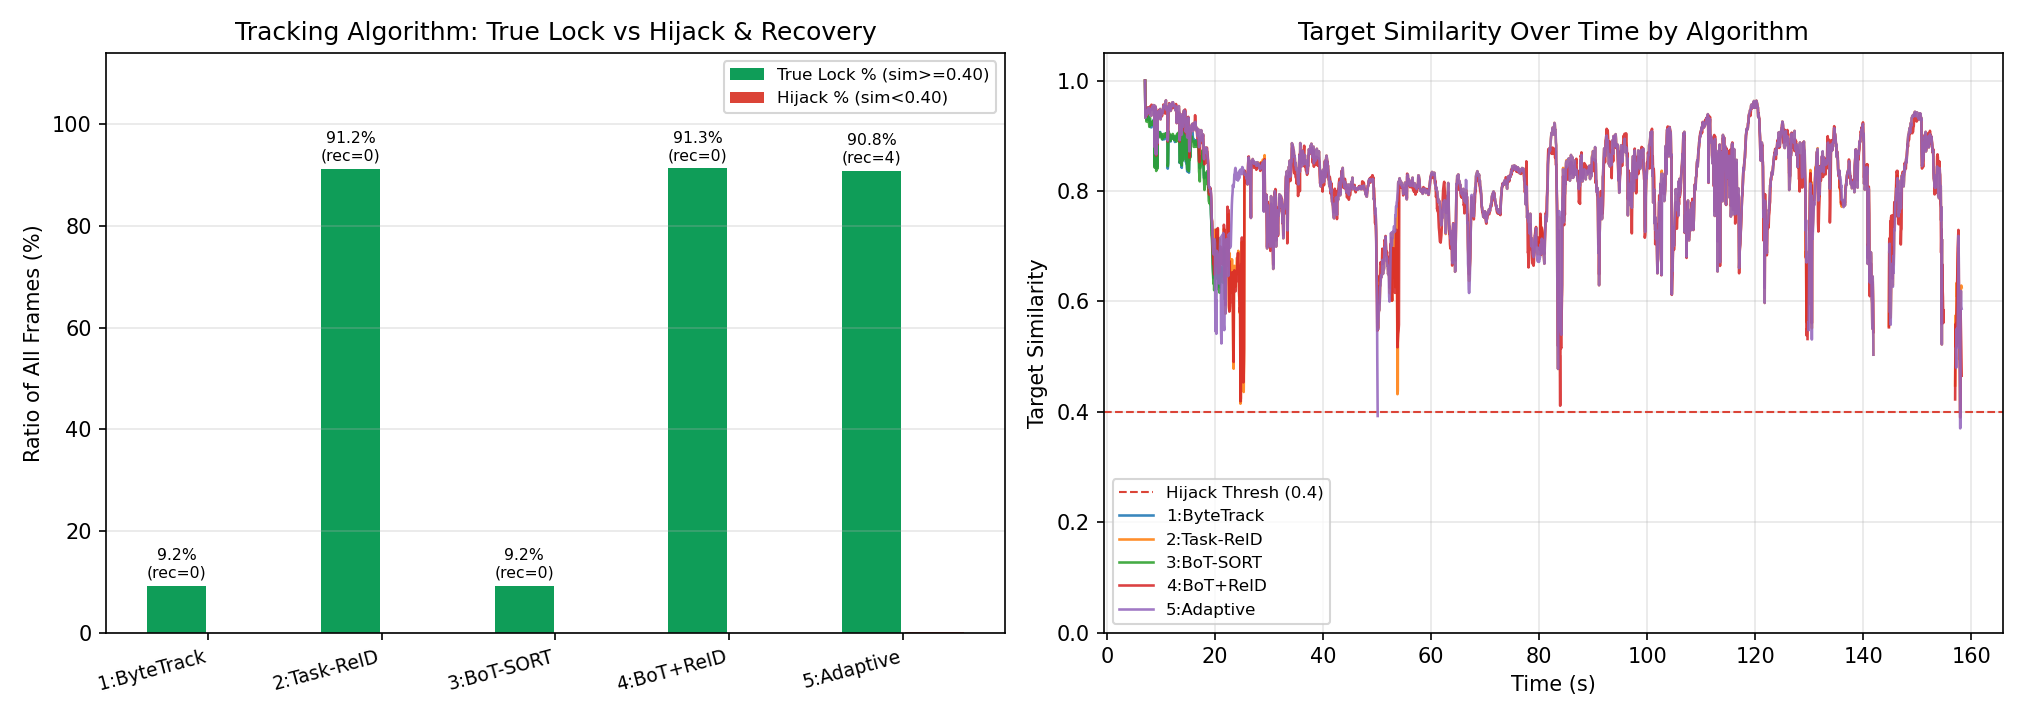 Tracking Algorithm: True Lock vs Hijack & Recovery
True Lock % (sim>=0.40)
Hijack % (sim<0.40)
Ratio of All Frames (%)
100
80
60
40
20
0
9.2%
(rec=0)
91.2%
(rec=0)
9.2%
(rec=0)
91.3%
(rec=0)
90.8%
(rec=4)
1:ByteTrack
2:Task-ReID
3:BoT-SORT
4:BoT+ReID
5:Adaptive
Target Similarity Over Time by Algorithm
Target Similarity
1.0
0.8
0.6
0.4
0.2
0.0
Hijack Thresh (0.4)
1:ByteTrack
2:Task-ReID
3:BoT-SORT
4:BoT+ReID
5:Adaptive
0
20
40
60
80
100
120
140
160
Time (s)